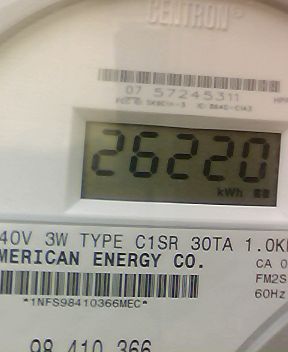 CENTRON®
07 57245311
26220
kWh
40V 3W TYPE C1SR 30TA 1.0K
MERICAN ENERGY CO.
CA 0
FM2S
60Hz
*1NFS98410366MEC*
98 410 366